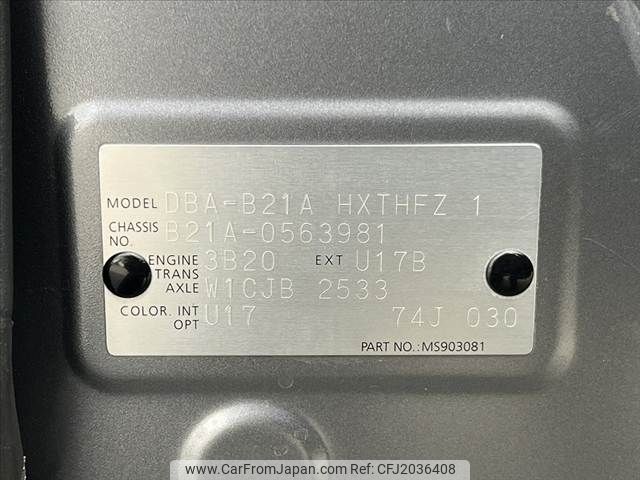 MODEL DBA-B21A HXTHFZ 1
CHASSIS NO. B21A-0563981
ENGINE 3B20 EXT U17B
TRANS AXLE W1CJB 2533
COLOR. INT OPT U17 74J 030
PART NO.:MS903081
www.CarFromJapan.com | CFJ2036408